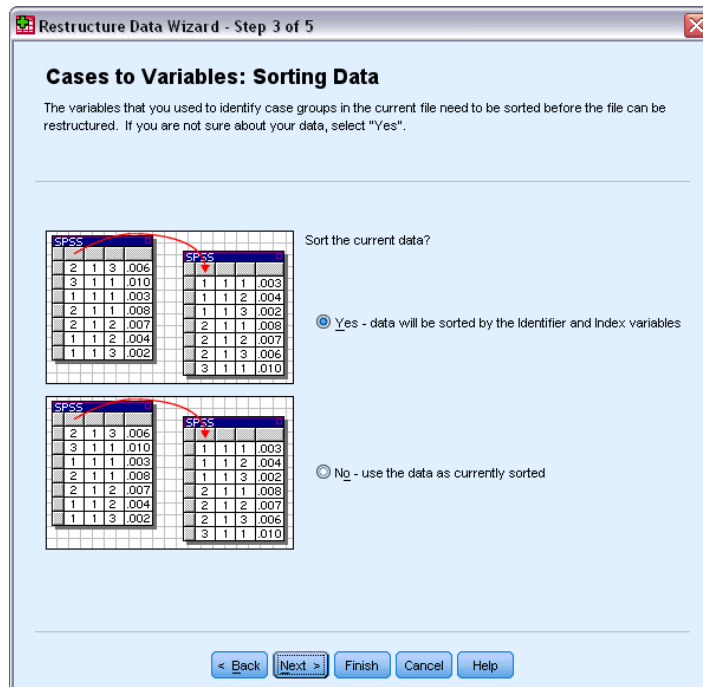 Restructure Data Wizard - Step 3 of 5
Cases to Variables: Sorting Data
The variables that you used to identify case groups in the current file need to be sorted before the file can be
restructured. If you are not sure about your data, select "Yes".
Sort the current data?
SPSS
2 1 3 .006
3 1 1 .010
1 1 1 .003
2 1 1 .008
2 1 2 .007
1 1 2 .004
1 1 3 .002
SPSS
1 1 1 .003
1 1 2 .004
1 1 3 .002
2 1 1 .008
2 1 2 .007
2 1 3 .006
3 1 1 .010
Yes - data will be sorted by the Identifier and Index variables
SPSS
2 1 3 .006
3 1 1 .010
1 1 1 .003
2 1 1 .008
2 1 2 .007
1 1 2 .004
1 1 3 .002
SPSS
1 1 1 .003
1 1 2 .004
1 1 3 .002
2 1 1 .008
2 1 2 .007
2 1 3 .006
3 1 1 .010
No - use the data as currently sorted
< Back Next > Finish Cancel Help